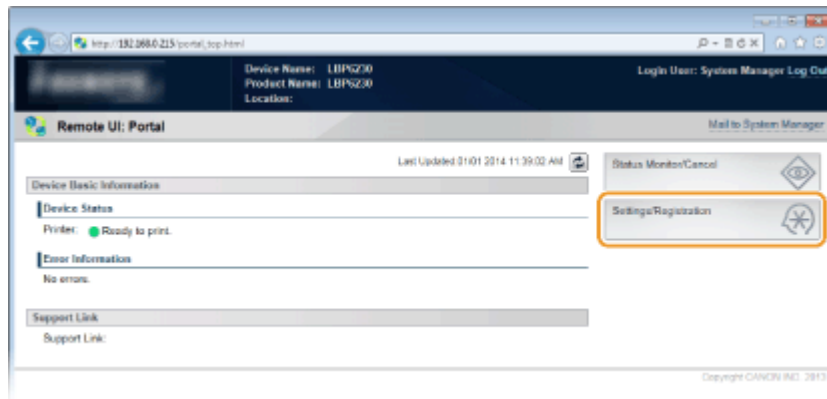 http://192.168.0.215/portal_top.html
Device Name: LBP6230
Product Name: LBP6230
Location:
Login User: System Manager Log Out
Remote UI: Portal
Mail to System Manager
Last Updated 01/01 2014 11:39:02 AM
Status Monitor/Cancel
Device Basic Information
Settings/Registration
Device Status
Printer: Ready to print.
Error Information
No errors.
Support Link
Support Link:
Copyright CANON INC. 2013